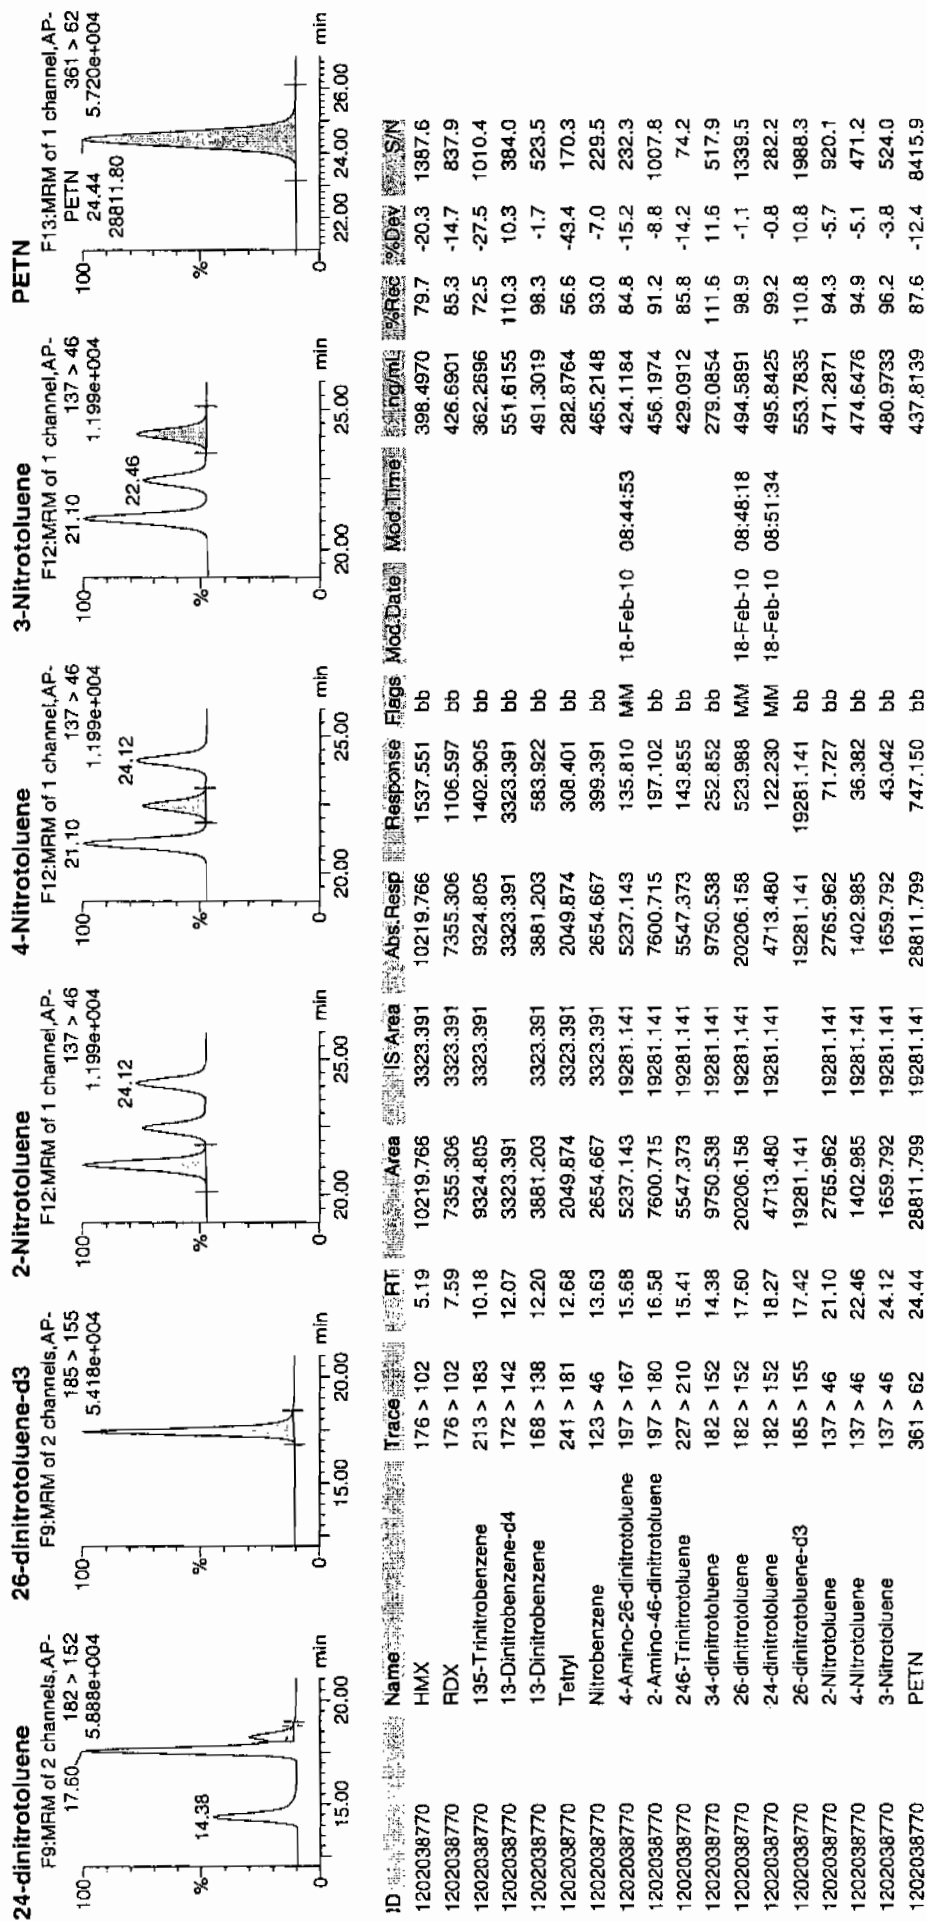 24-dinitrotoluene
F9:MRM of 2 channels,AP-
182 > 152
5.888e+004
100
17.60
14.38
%
0
15.00 20.00
min
26-dinitrotoluene-d3
F9:MRM of 2 channels,AP-
185 > 155
5.418e+004
100
%
0
15.00 20.00
min
2-Nitrotoluene
F12:MRM of 1 channel,AP-
137 > 46
1.199e+004
100
24.12
%
0
20.00 25.00
min
4-Nitrotoluene
F12:MRM of 1 channel,AP-
137 > 46
1.199e+004
100
21.10
24.12
%
0
20.00 25.00
min
3-Nitrotoluene
F12:MRM of 1 channel,AP-
137 > 46
1.199e+004
100
21.10
22.46
%
0
20.00 25.00
min
PETN
F13:MRM of 1 channel,AP-
361 > 62
5.720e+004
100
PETN
24.44
28811.80
%
0
22.00 24.00 26.00
min
ID Name Trace RT Area IS Area Abs.Resp Response Flags Mod.Date Mod.Time ng/mL %Rec %Dev S/N
1202038770 HMX 176 > 102 5.19 10219.766 3323.391 10219.766 1537.551 bb 398.4970 79.7 -20.3 1387.6
1202038770 RDX 176 > 102 7.59 7355.306 3323.391 7355.306 1106.597 bb 426.6901 85.3 -14.7 837.9
1202038770 135-Trinitrobenzene 213 > 183 10.18 9324.805 3323.391 9324.805 1402.905 bb 362.2696 72.5 -27.5 1010.4
1202038770 13-Dinitrobenzene-d4 172 > 142 12.07 3323.391 3323.391 3323.391 bb 551.6155 110.3 10.3 384.0
1202038770 13-Dinitrobenzene 168 > 138 12.20 3881.203 3323.391 3881.203 583.922 bb 491.3019 98.3 -1.7 523.5
1202038770 Tetryl 241 > 181 12.68 2049.874 3323.391 2049.874 308.401 bb 282.8764 56.6 -43.4 170.3
1202038770 Nitrobenzene 123 > 46 13.63 2654.667 3323.391 2654.667 399.391 bb 465.2148 93.0 -7.0 229.5
1202038770 4-Amino-26-dinitrotoluene 197 > 167 15.68 5237.143 19281.141 5237.143 135.810 MM 18-Feb-10 08:44:53 424.1184 84.8 -15.2 232.3
1202038770 2-Amino-46-dinitrotoluene 197 > 180 16.58 7600.715 19281.141 7600.715 197.102 bb 456.1974 91.2 -8.8 1007.8
1202038770 246-Trinitrotoluene 227 > 210 15.41 5547.373 19281.141 5547.373 143.855 bb 429.0912 85.8 -14.2 74.2
1202038770 34-dinitrotoluene 182 > 152 14.38 9750.538 19281.141 9750.538 252.852 bb 279.0854 111.6 11.6 517.9
1202038770 26-dinitrotoluene 182 > 152 17.60 20206.158 19281.141 20206.158 523.988 MM 18-Feb-10 08:48:18 494.5891 98.9 -1.1 1339.5
1202038770 24-dinitrotoluene 182 > 152 18.27 4713.480 19281.141 4713.480 122.230 MM 18-Feb-10 08:51:34 495.8425 99.2 -0.8 282.2
1202038770 26-dinitrotoluene-d3 185 > 155 17.42 19281.141 19281.141 19281.141 bb 553.7835 110.8 10.8 1988.3
1202038770 2-Nitrotoluene 137 > 46 21.10 2765.962 19281.141 2765.962 71.727 bb 471.2871 94.3 -5.7 920.1
1202038770 4-Nitrotoluene 137 > 46 22.46 1402.985 19281.141 1402.985 36.382 bb 474.6476 94.9 -5.1 471.2
1202038770 3-Nitrotoluene 137 > 46 24.12 1659.792 19281.141 1659.792 43.042 bb 480.9733 96.2 -3.8 524.0
1202038770 PETN 361 > 62 24.44 28811.799 19281.141 28811.799 747.150 bb 437.8139 87.6 -12.4 8415.9